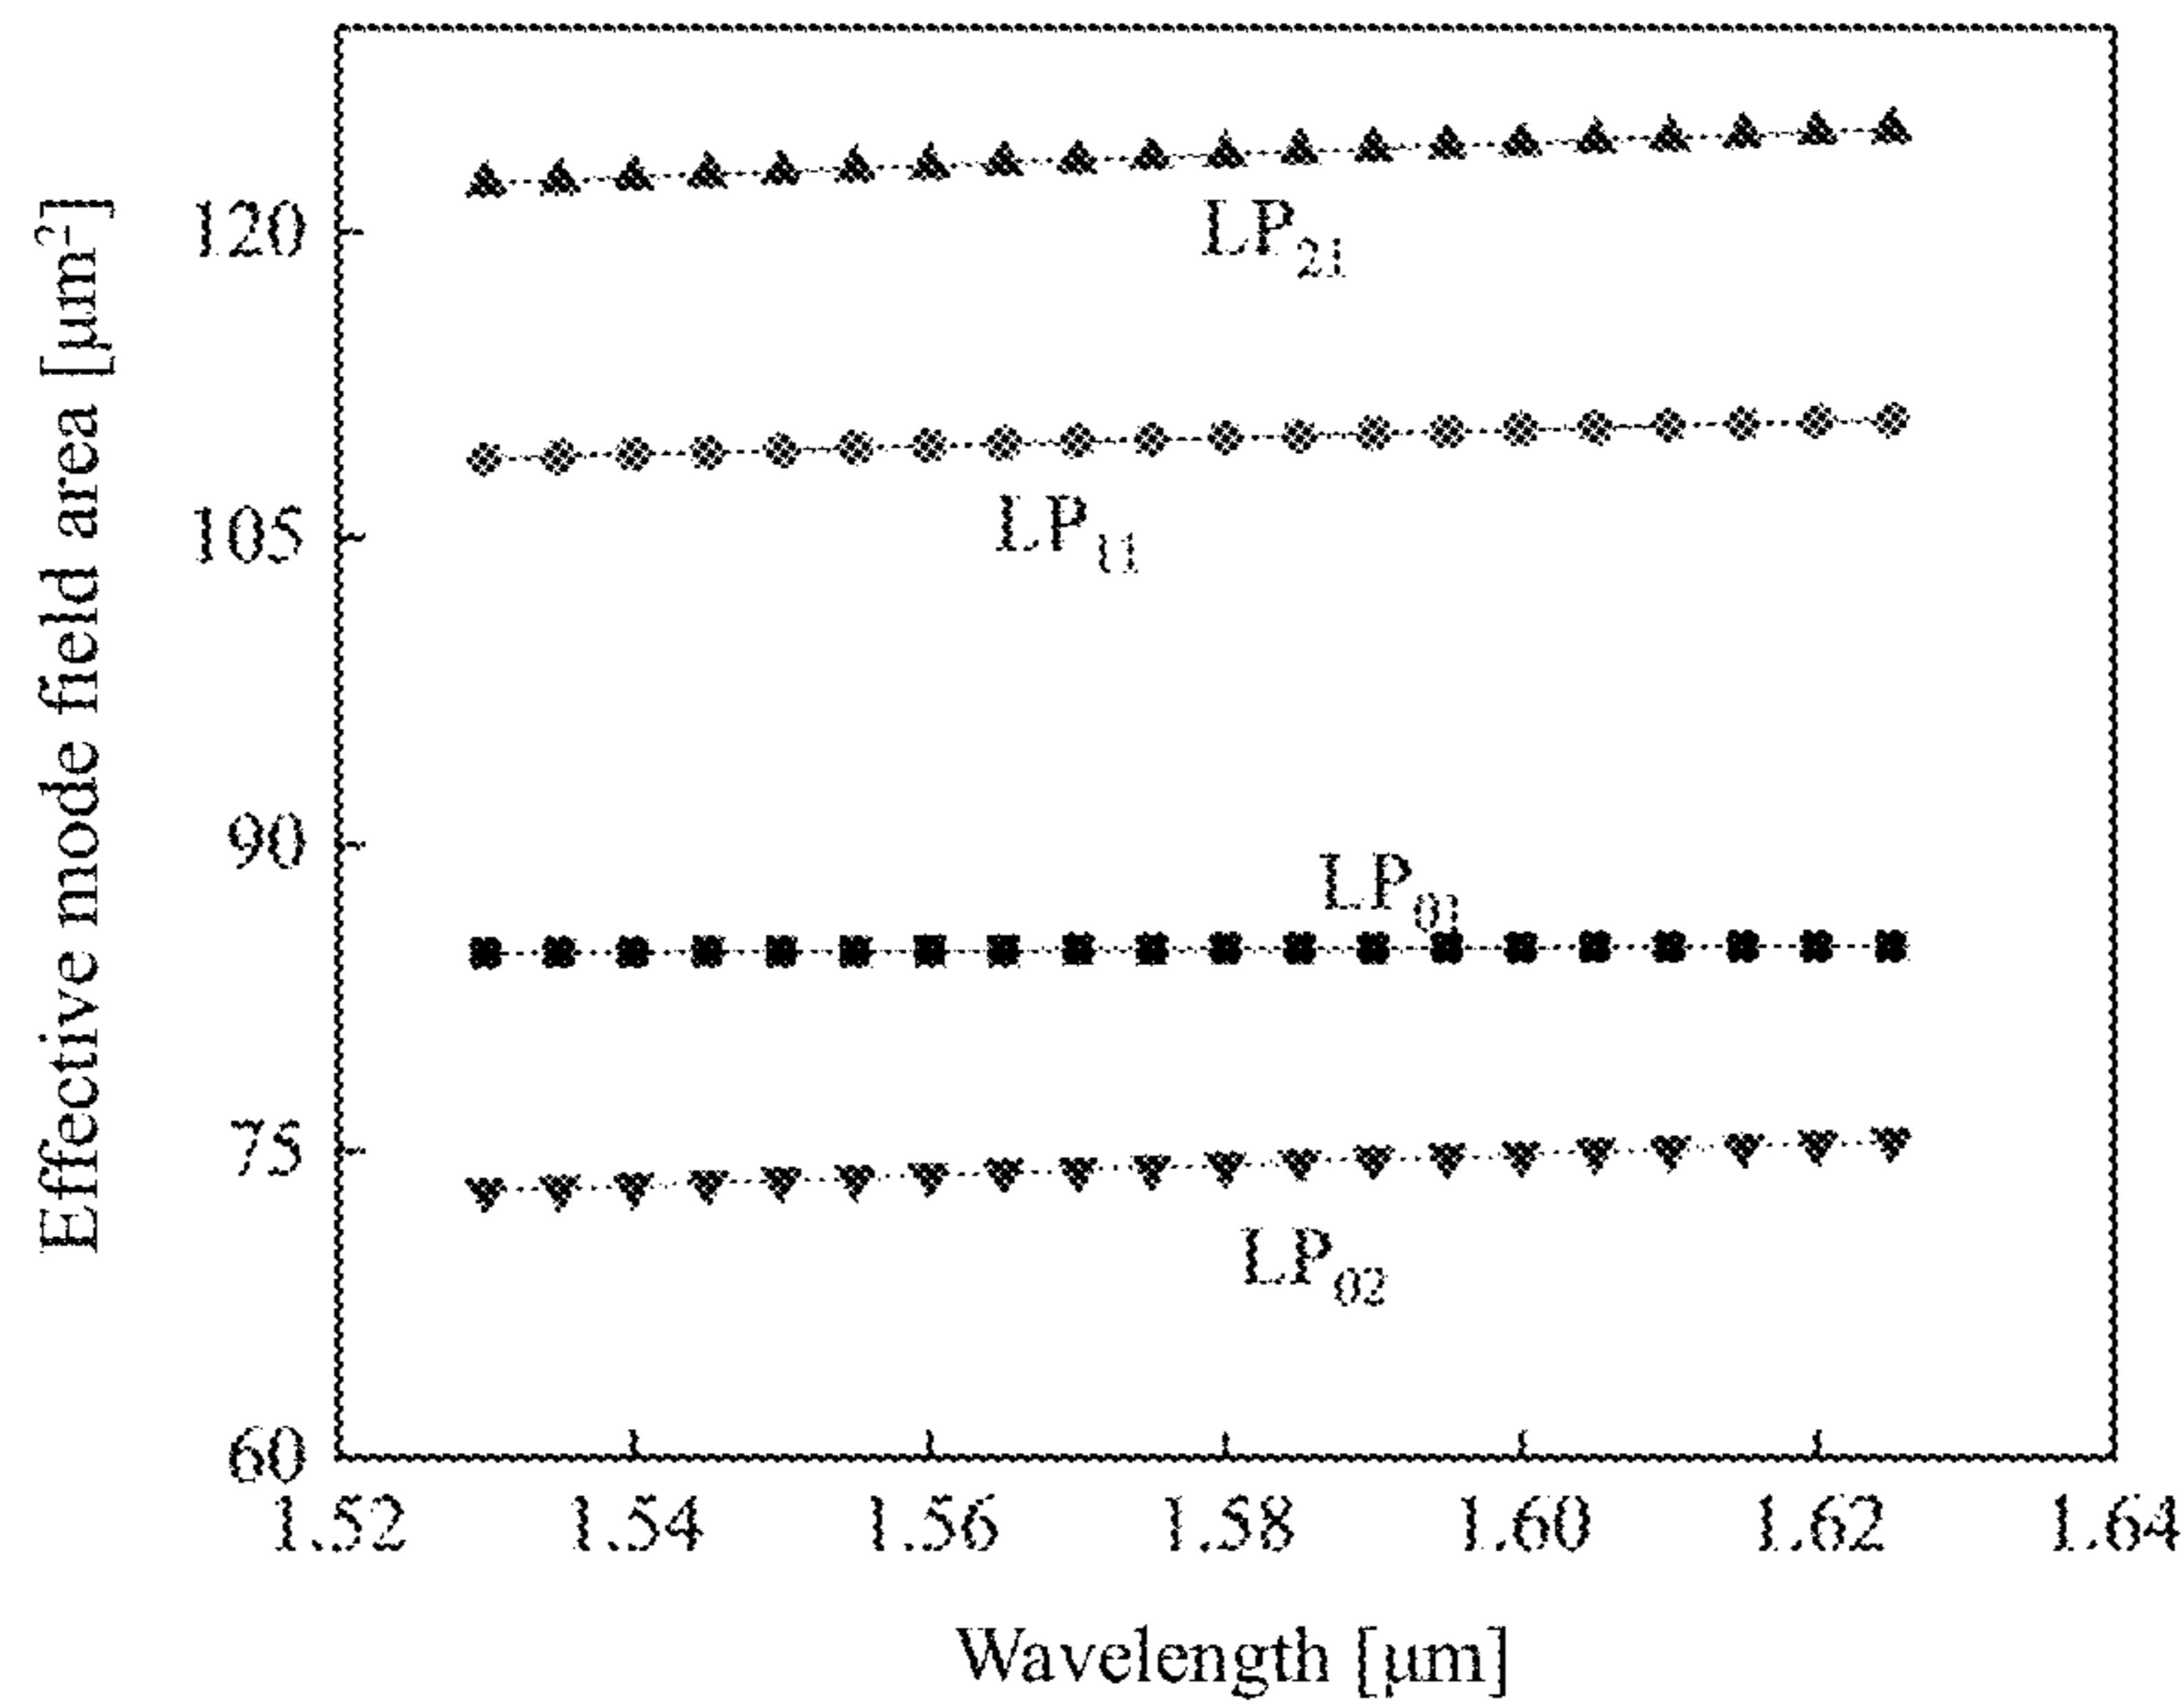 Effective mode field area [μm²]
120
105
90
75
60
LP₂₁
LP₁₁
LP₀₁
LP₀₂
1.52 1.54 1.56 1.58 1.60 1.62 1.64
Wavelength [μm]